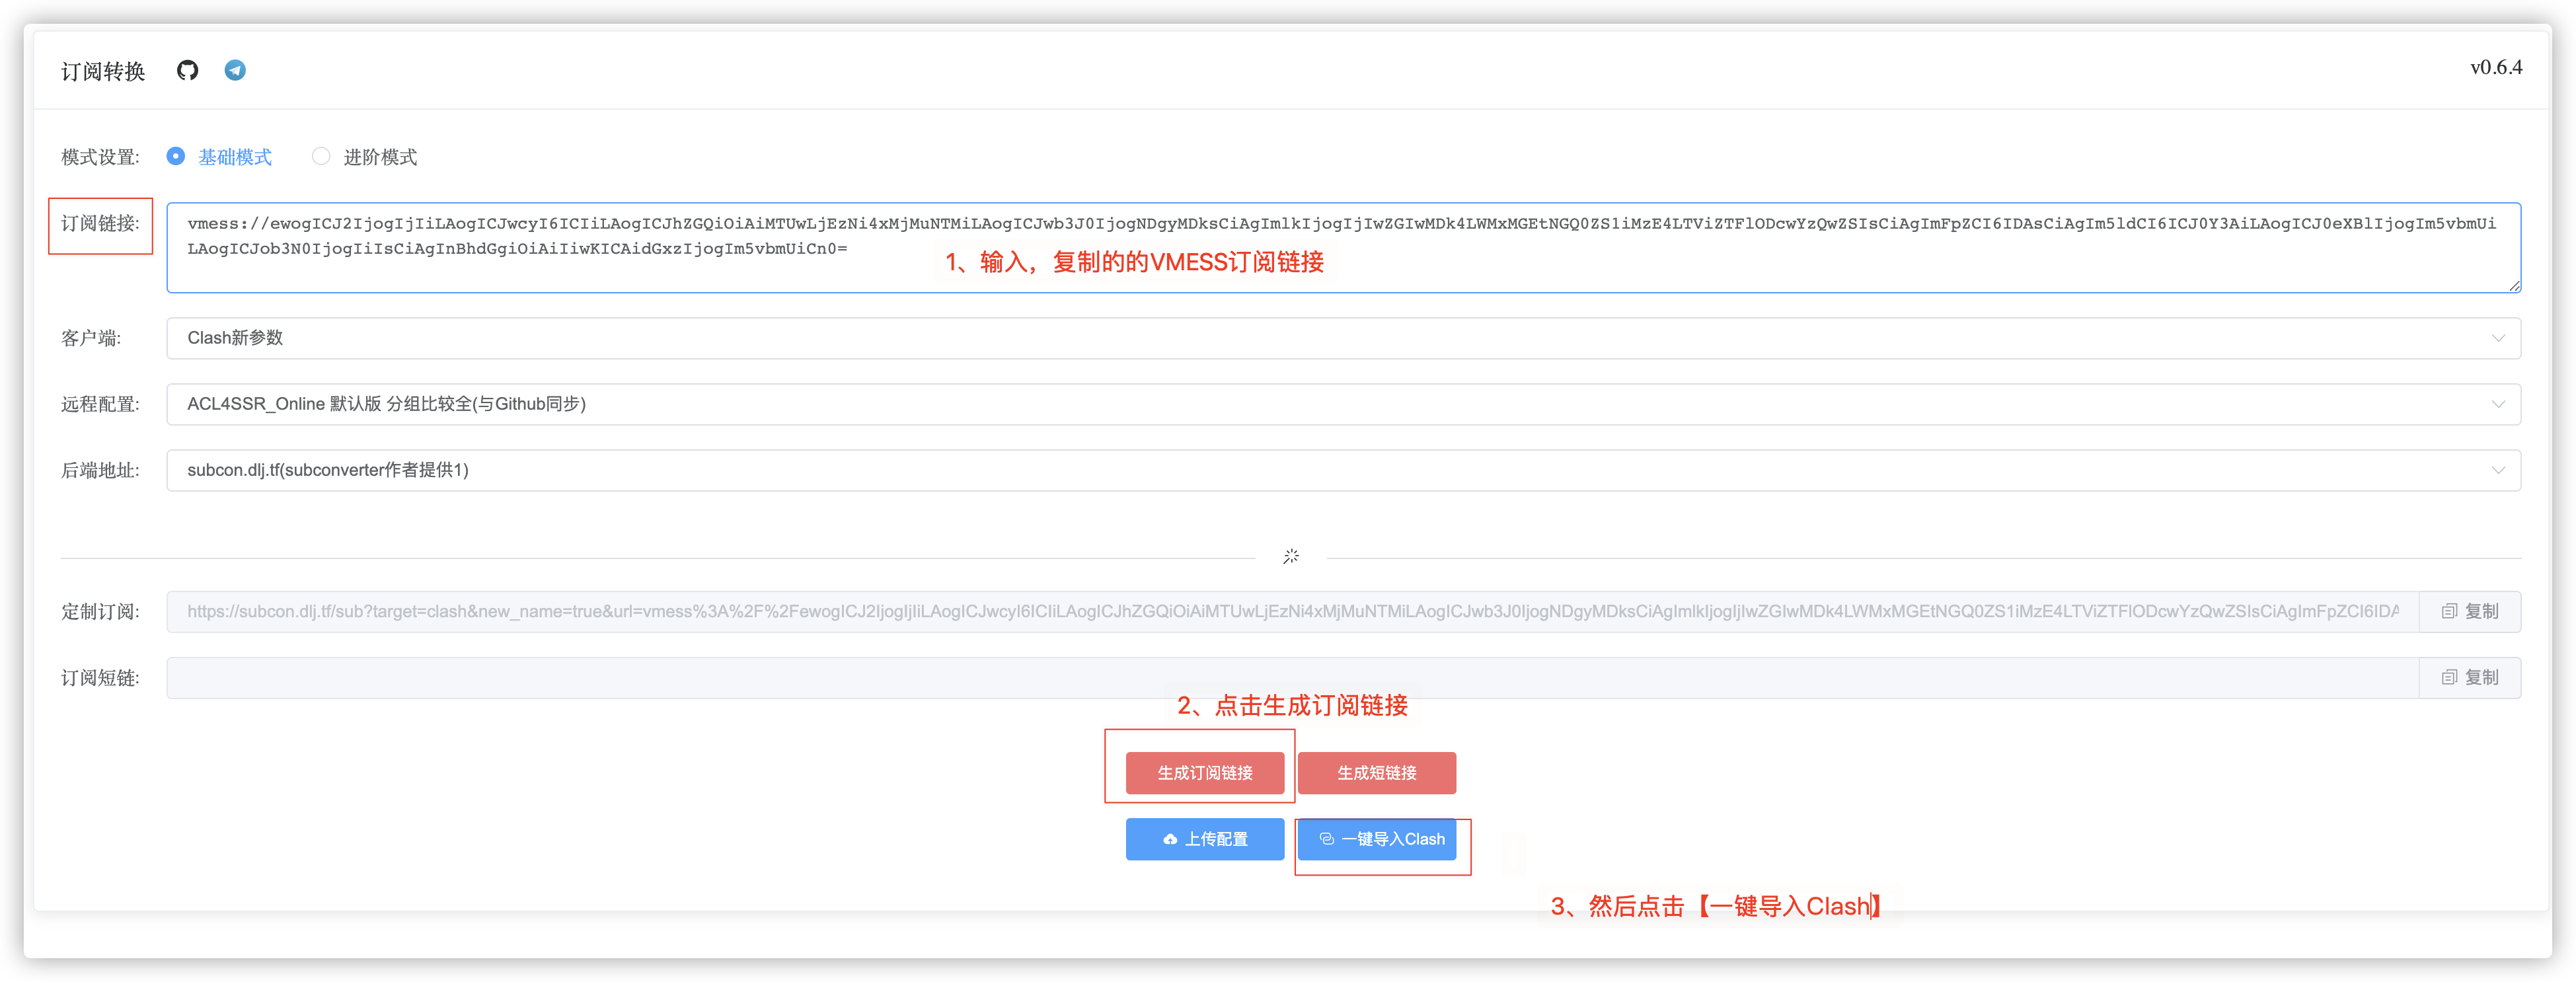 订阅转换
v0.6.4
模式设置: 基础模式 进阶模式
订阅链接:
vmess://ewogICJ2IjogIjIiLAogICJwcyI6ICIiLAogICJhZGQiOiAiMTUwLjEzNi4xMjMuNTMiLAogICJwb3J0IjogNDgyMDksCiAgImlkIjogIjIwZGIwMDk4LWMxMGEtNGQ0ZS1iMzE4LTViZTFlODcwYzQwZSIsCiAgImFpZCI6IDAsCiAgIm5ldCI6ICJ0Y3AiLAogICJ0eXBlIjogIm5vbmUi
LAogICJob3N0IjogIiIsCiAgInBhdGgiOiAiIiwKICAidGxzIjogIm5vbmUiCn0=
1、输入，复制的的VMESS订阅链接
客户端: Clash新参数
远程配置: ACL4SSR_Online 默认版 分组比较全(与Github同步)
后端地址: subcon.dlj.tf(subconverter作者提供1)
定制订阅: https://subcon.dlj.tf/sub?target=clash&new_name=true&url=vmess%3A%2F%2FewogICJ2IjogIjIiLAogICJwcyI6ICIiLAogICJhZGQiOiAiMTUwLjEzNi4xMjMuNTMiLAogICJwb3J0IjogNDgyMDksCiAgImlkIjogIjIwZGIwMDk4LWMxMGEtNGQ0ZS1iMzE4LTViZTFlODcwYzQwZSIsCiAgImFpZCI6IDA 复制
订阅短链: 复制
2、点击生成订阅链接
生成订阅链接 生成短链接
上传配置 一键导入Clash
3、然后点击【一键导入Clash】